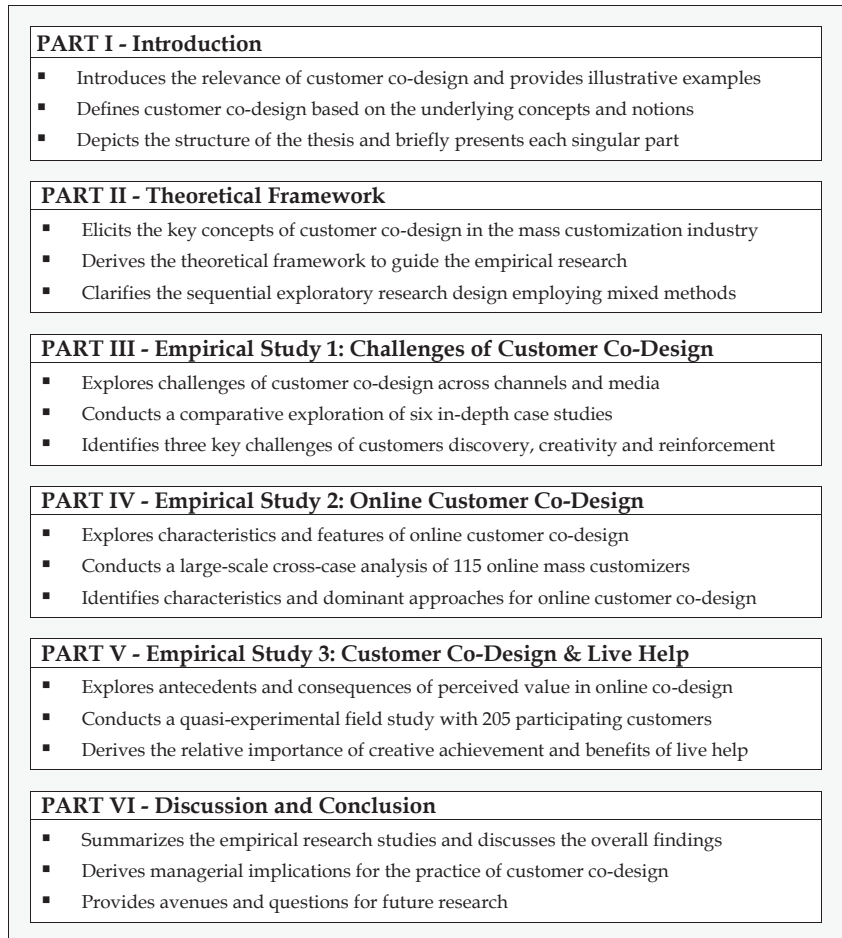 PART I - Introduction
▪ Introduces the relevance of customer co-design and provides illustrative examples
▪ Defines customer co-design based on the underlying concepts and notions
▪ Depicts the structure of the thesis and briefly presents each singular part
PART II - Theoretical Framework
▪ Elicits the key concepts of customer co-design in the mass customization industry
▪ Derives the theoretical framework to guide the empirical research
▪ Clarifies the sequential exploratory research design employing mixed methods
PART III - Empirical Study 1: Challenges of Customer Co-Design
▪ Explores challenges of customer co-design across channels and media
▪ Conducts a comparative exploration of six in-depth case studies
▪ Identifies three key challenges of customers discovery, creativity and reinforcement
PART IV - Empirical Study 2: Online Customer Co-Design
▪ Explores characteristics and features of online customer co-design
▪ Conducts a large-scale cross-case analysis of 115 online mass customizers
▪ Identifies characteristics and dominant approaches for online customer co-design
PART V - Empirical Study 3: Customer Co-Design & Live Help
▪ Explores antecedents and consequences of perceived value in online co-design
▪ Conducts a quasi-experimental field study with 205 participating customers
▪ Derives the relative importance of creative achievement and benefits of live help
PART VI - Discussion and Conclusion
▪ Summarizes the empirical research studies and discusses the overall findings
▪ Derives managerial implications for the practice of customer co-design
▪ Provides avenues and questions for future research